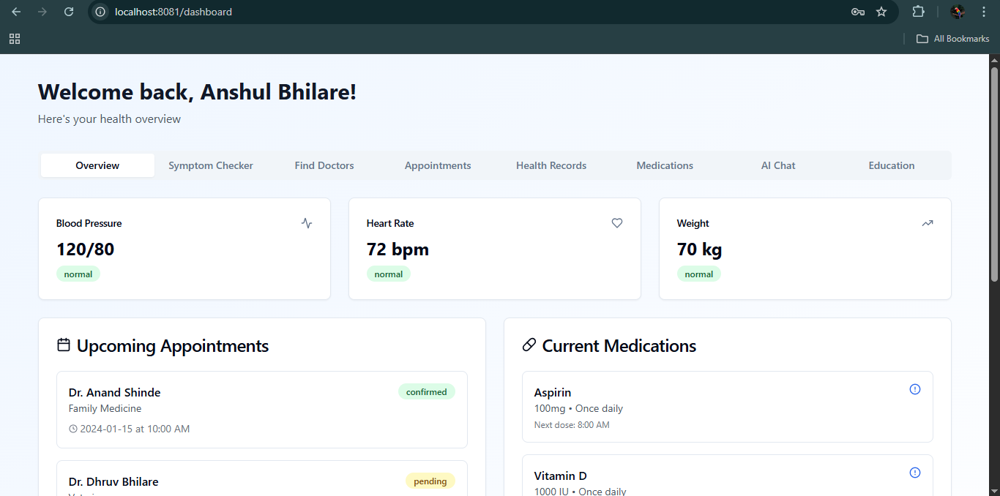 localhost:8081/dashboard
All Bookmarks
Welcome back, Anshul Bhilare!
Here's your health overview
Overview Symptom Checker Find Doctors Appointments Health Records Medications AI Chat Education
Blood Pressure
120/80
normal
Heart Rate
72 bpm
normal
Weight
70 kg
normal
Upcoming Appointments
Dr. Anand Shinde
confirmed
Family Medicine
2024-01-15 at 10:00 AM
Dr. Dhruv Bhilare
pending
Current Medications
Aspirin
100mg • Once daily
Next dose: 8:00 AM
Vitamin D
1000 IU • Once daily